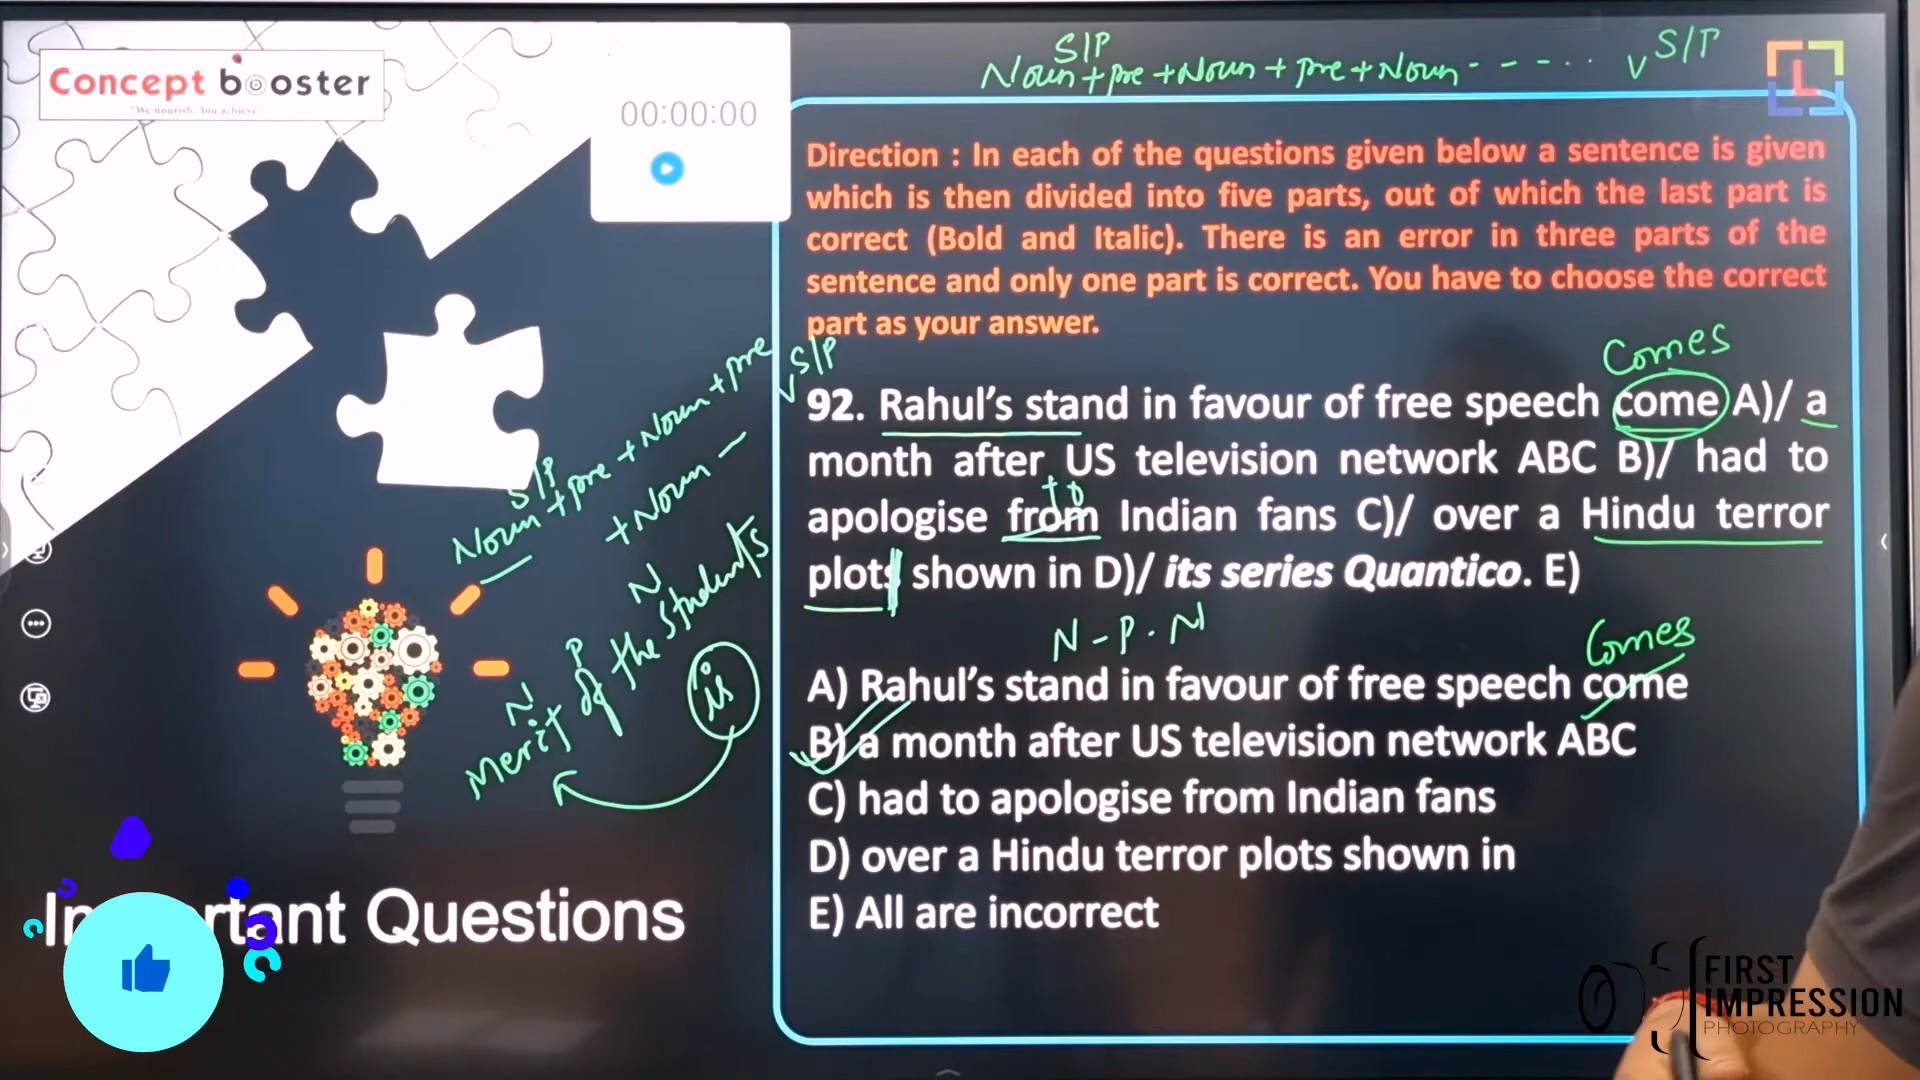 Concept booster
"We nourish. You achieve"
00:00:00
S/P
Noun + pre + Noun + pre + Noun - - - - . . . v S/P
L
Direction : In each of the questions given below a sentence is given
which is then divided into five parts, out of which the last part is
correct (Bold and Italic). There is an error in three parts of the
sentence and only one part is correct. You have to choose the correct
part as your answer.
Comes
92. Rahul's stand in favour of free speech come A)/ a
month after US television network ABC B)/ had to
to
apologise from Indian fans C)/ over a Hindu terror
plots shown in D)/ its series Quantico. E)
N - P . N
Comes
A) Rahul's stand in favour of free speech come
B) a month after US television network ABC
C) had to apologise from Indian fans
D) over a Hindu terror plots shown in
E) All are incorrect
S/P
Noun + pre + Noun + pre
v S/P
+ Noun -
N P N
Merit of the students
is
Important Questions
FIRST
IMPRESSION
PHOTOGRAPHY